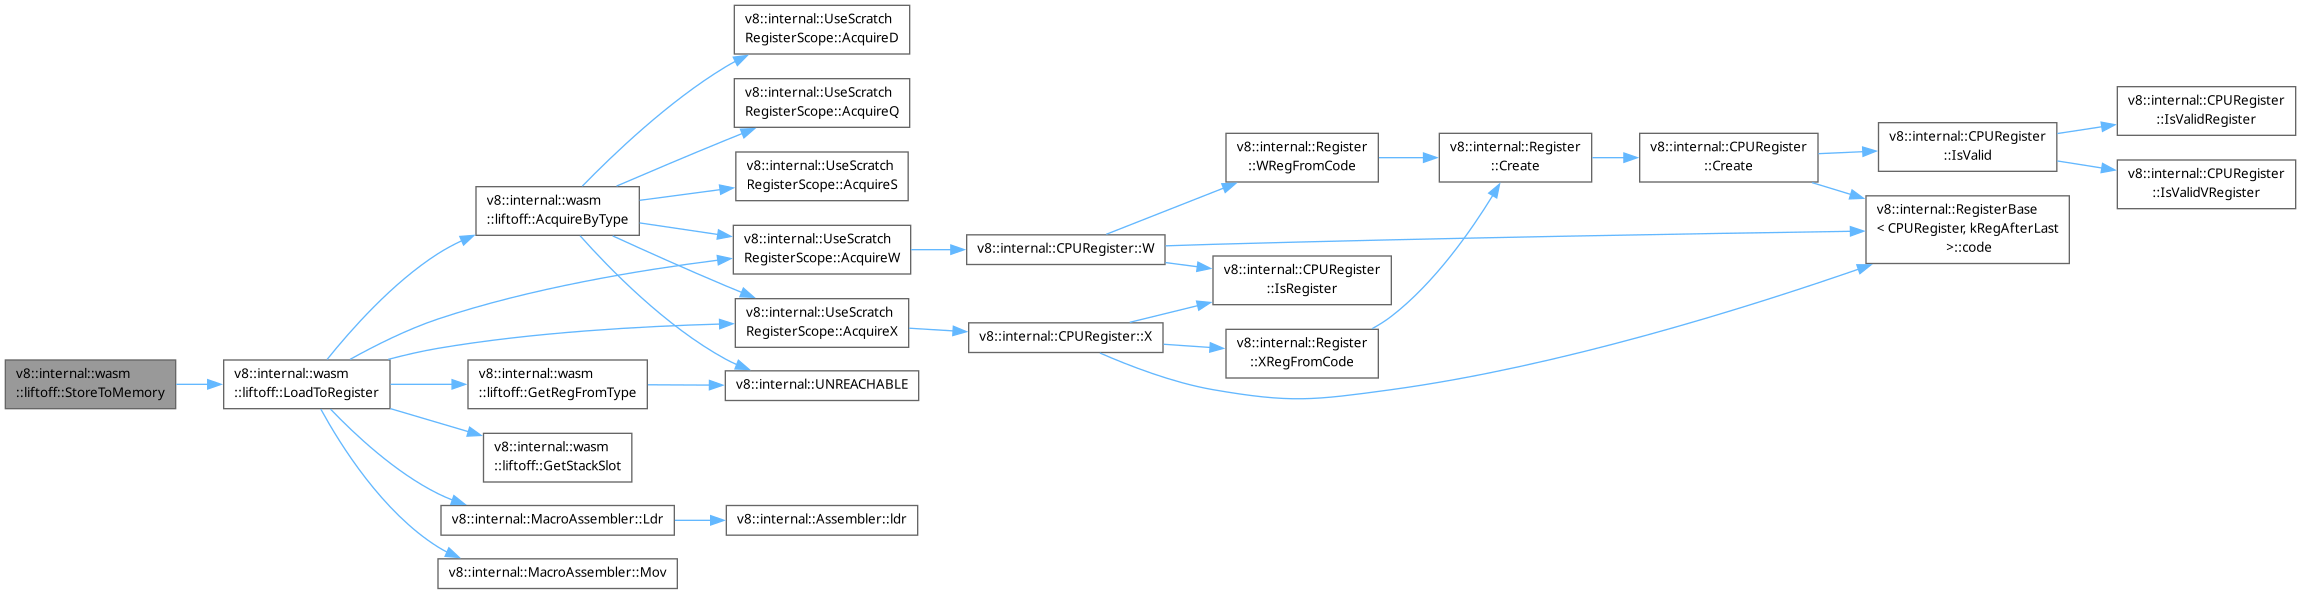 v8::internal::wasm
::liftoff::StoreToMemory
v8::internal::wasm
::liftoff::LoadToRegister
v8::internal::wasm
::liftoff::AcquireByType
v8::internal::UseScratch
RegisterScope::AcquireD
v8::internal::UseScratch
RegisterScope::AcquireQ
v8::internal::UseScratch
RegisterScope::AcquireS
v8::internal::UseScratch
RegisterScope::AcquireW
v8::internal::UseScratch
RegisterScope::AcquireX
v8::internal::UNREACHABLE
v8::internal::wasm
::liftoff::GetRegFromType
v8::internal::wasm
::liftoff::GetStackSlot
v8::internal::MacroAssembler::Ldr
v8::internal::Assembler::ldr
v8::internal::MacroAssembler::Mov
v8::internal::CPURegister::W
v8::internal::CPURegister::X
v8::internal::Register
::WRegFromCode
v8::internal::CPURegister
::IsRegister
v8::internal::Register
::XRegFromCode
v8::internal::Register
::Create
v8::internal::CPURegister
::Create
v8::internal::CPURegister
::IsValid
v8::internal::RegisterBase
< CPURegister, kRegAfterLast
>::code
v8::internal::CPURegister
::IsValidRegister
v8::internal::CPURegister
::IsValidVRegister